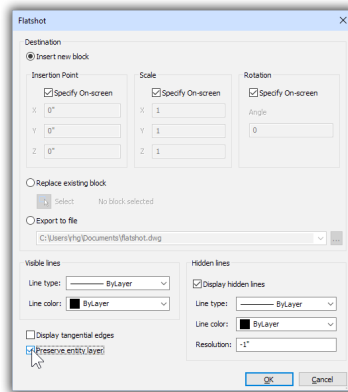 Flatshot
Destination
Insert new block
Insertion Point
Specify On-screen
X 0"
Y 0"
Z 0"
Scale
Specify On-screen
X 1
Y 1
Z 1
Rotation
Specify On-screen
Angle
0
Replace existing block
Select No block selected
Export to file
C:\Users\rhg\Documents\flatshot.dwg ...
Visible lines
Line type: ByLayer
Line color: ByLayer
Display tangential edges
Preserve entity layer
Hidden lines
Display hidden lines
Line type: ByLayer
Line color: ByLayer
Resolution: -1"
OK Cancel